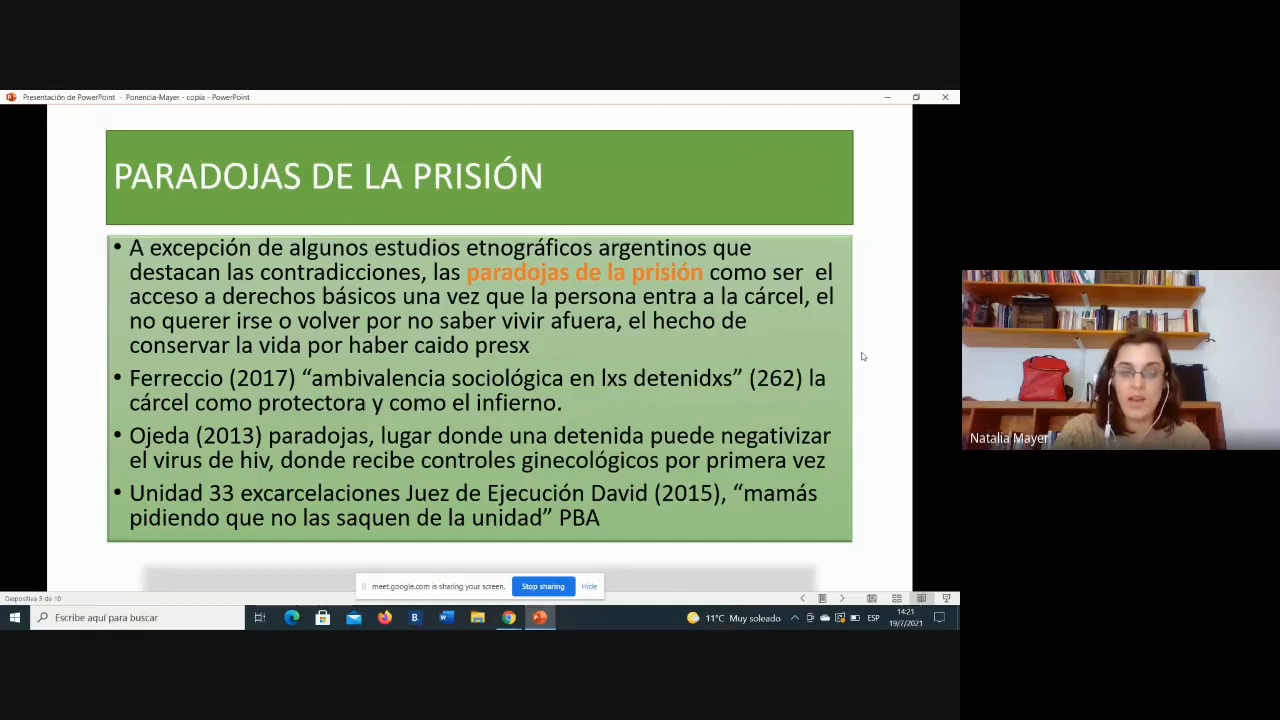 Presentación de PowerPoint - Ponencia-Mayer - copia - PowerPoint
PARADOJAS DE LA PRISIÓN
• A excepción de algunos estudios etnográficos argentinos que
destacan las contradicciones, las paradojas de la prisión como ser el
acceso a derechos básicos una vez que la persona entra a la cárcel, el
no querer irse o volver por no saber vivir afuera, el hecho de
conservar la vida por haber caido presx
• Ferreccio (2017) “ambivalencia sociológica en lxs detenidxs” (262) la
cárcel como protectora y como el infierno.
• Ojeda (2013) paradojas, lugar donde una detenida puede negativizar
el virus de hiv, donde recibe controles ginecológicos por primera vez
• Unidad 33 excarcelaciones Juez de Ejecución David (2015), “mamás
pidiendo que no las saquen de la unidad” PBA
Natalia Mayer
meet.google.com is sharing your screen. Stop sharing Hide
Diapositiva 5 de 10
Escribe aquí para buscar
11°C Muy soleado
ESP
14:21
19/7/2021